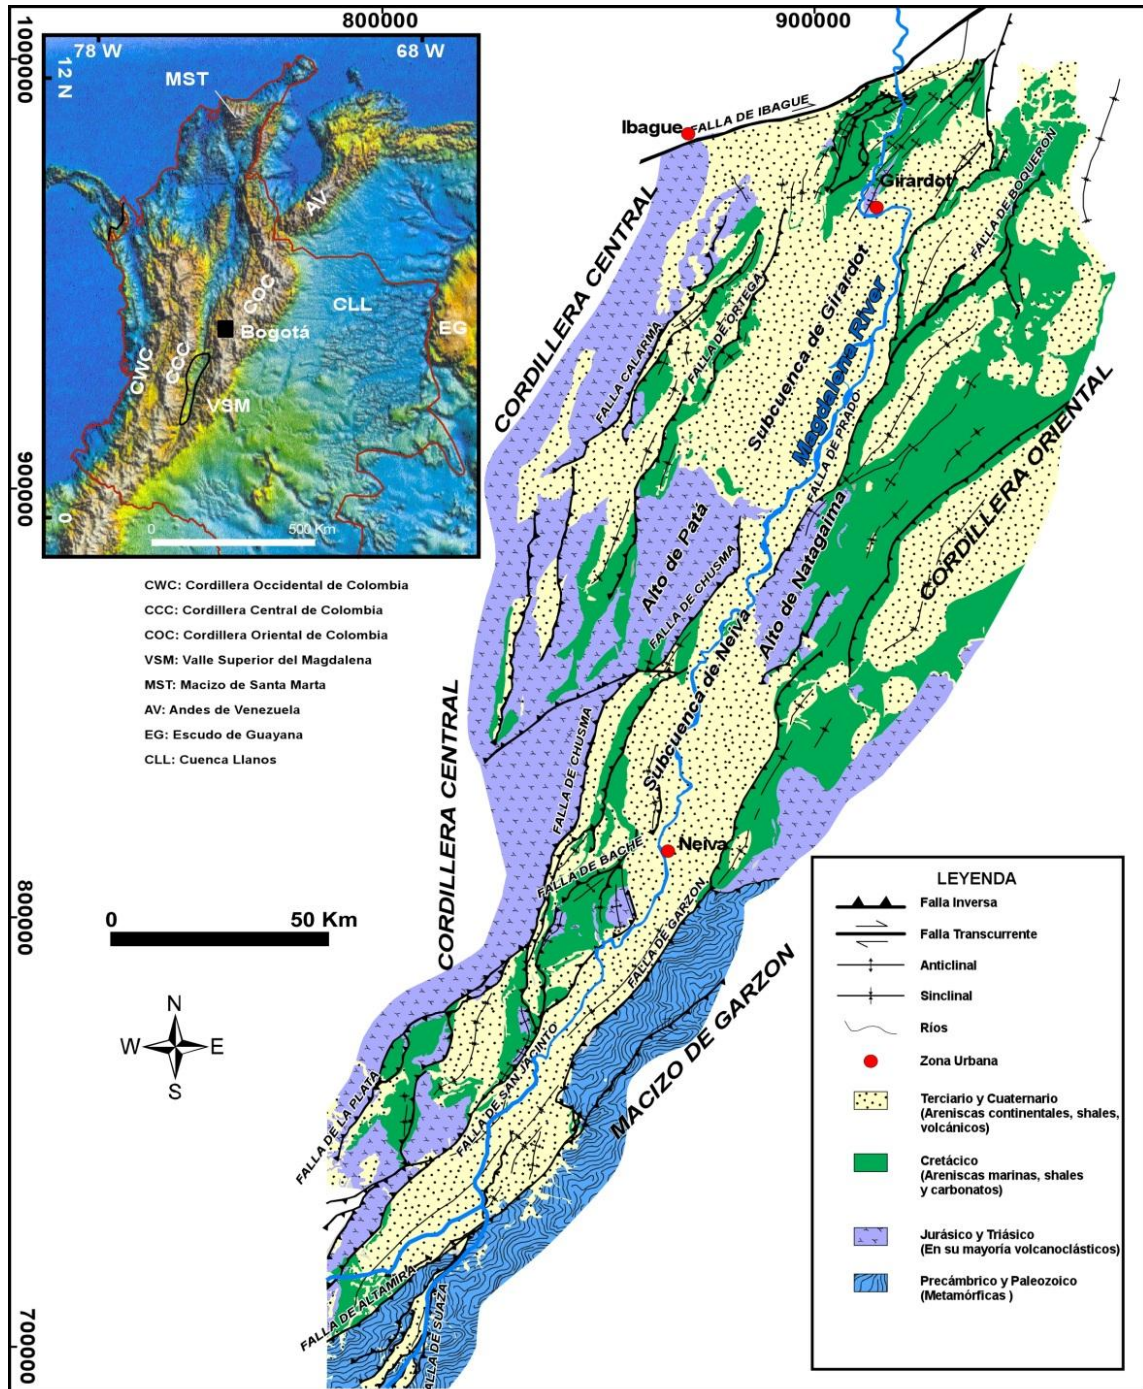 800000
900000
1000000
900000
800000
700000
78 W
68 W
12 N
0
MST
AV
COC
CLL
EG
Bogotá
CWC
CCC
VSM
0
500 Km
CWC: Cordillera Occidental de Colombia
CCC: Cordillera Central de Colombia
COC: Cordillera Oriental de Colombia
VSM: Valle Superior del Magdalena
MST: Macizo de Santa Marta
AV: Andes de Venezuela
EG: Escudo de Guayana
CLL: Cuenca Llanos
0
50 Km
N
W
E
S
FALLA DE IBAGUE
Ibague
Girardot
FALLA DE BOQUERON
CORDILLERA CENTRAL
FALLA CALARMA
FALLA DE ORTEGA
Subcuenca de Girardot
Magdalena River
FALLA DE PRADO
CORDILLERA ORIENTAL
Alto de Patá
FALLA DE CHUSMA
Alto de Natagaima
Subcuenca de Neiva
CORDILLERA CENTRAL
FALLA DE CHUSMA
Neiva
FALLA DE BACHE
FALLA DE GARZON
MACIZO DE GARZON
FALLA DE SAN JACINTO
FALLA DE LA PLATA
FALLA DE ALTAMIRA
FALLA DE SUAZA
LEYENDA
Falla Inversa
Falla Transcurrente
Anticlinal
Sinclinal
Ríos
Zona Urbana
Terciario y Cuaternario
(Areniscas continentales, shales,
volcánicos)
Cretácico
(Areniscas marinas, shales
y carbonatos)
Jurásico y Triásico
(En su mayoría volcanoclásticos)
Precámbrico y Paleozoico
(Metamórficas )